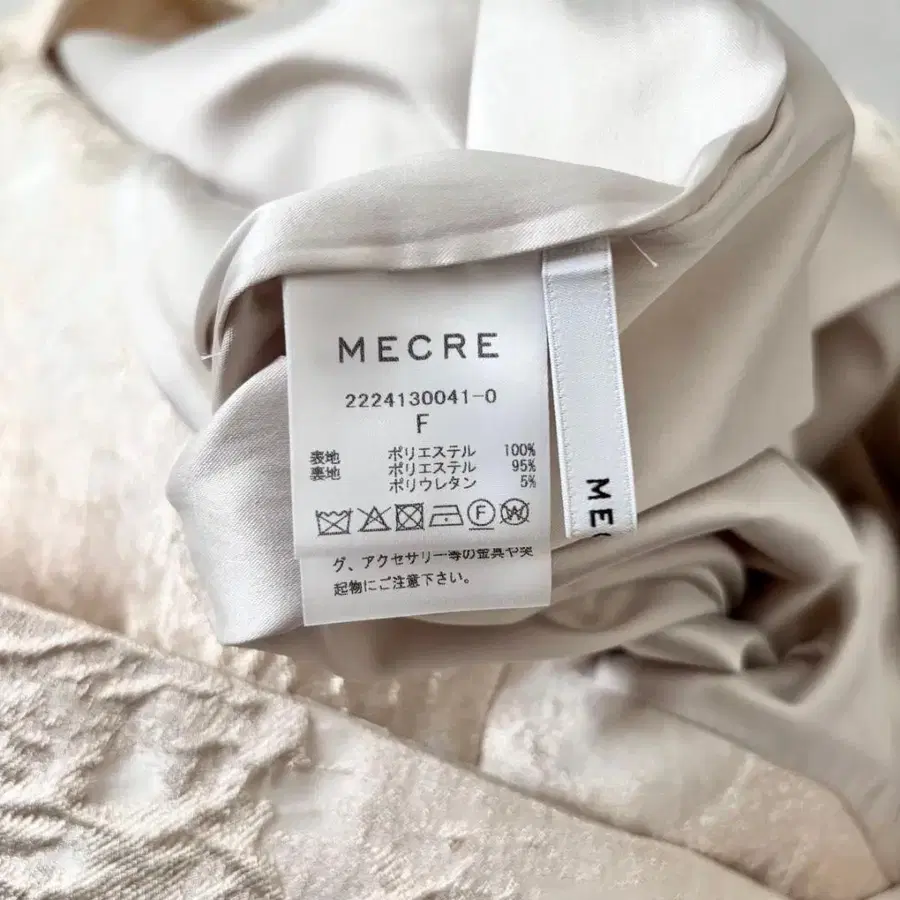 MECRE
2224130041-0
F
表地 ポリエステル 100%
裏地 ポリエステル 95%
ポリウレタン 5%
F W
グ、アクセサリー等の金具や突
起物にご注意下さい。
MEC